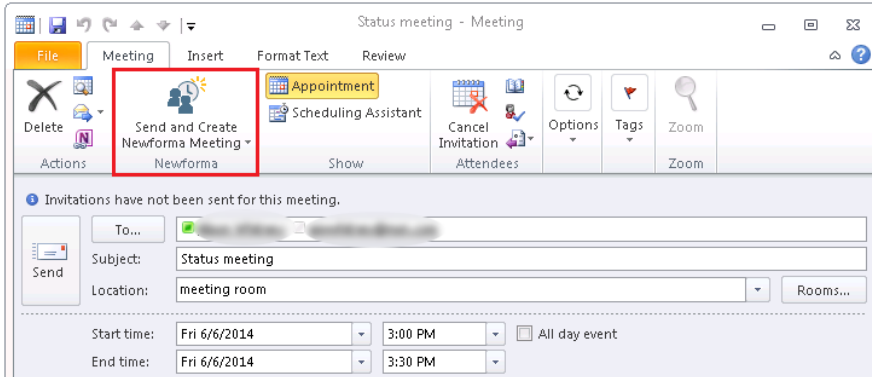 Status meeting - Meeting
File Meeting Insert Format Text Review
Delete
Send and Create
Newforma Meeting
Appointment
Scheduling Assistant
Cancel
Invitation
Options
Tags
Zoom
Actions Newforma Show Attendees Zoom
Invitations have not been sent for this meeting.
Send
To...
Subject: Status meeting
Location: meeting room Rooms...
Start time: Fri 6/6/2014 3:00 PM All day event
End time: Fri 6/6/2014 3:30 PM